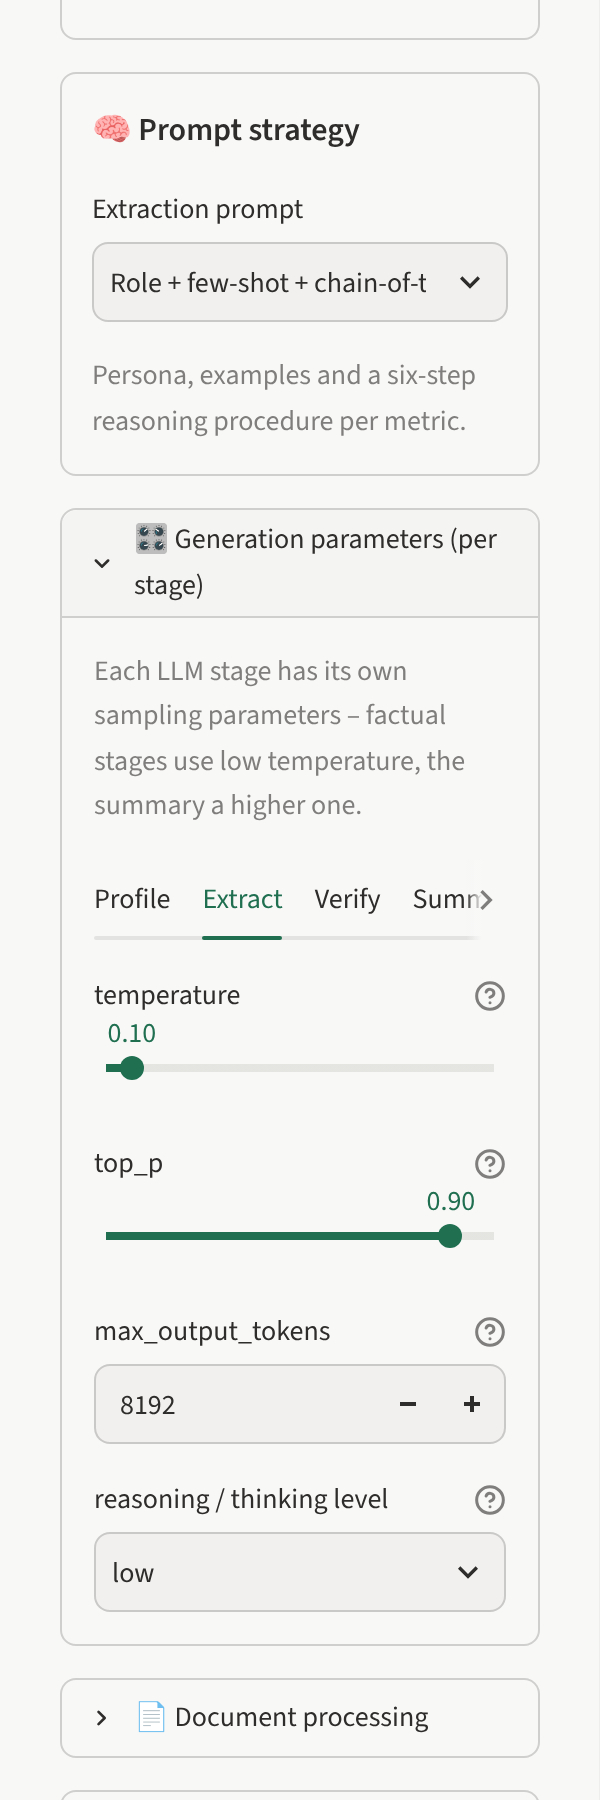 🧠 Prompt strategy
Extraction prompt
Role + few-shot + chain-of-t
Persona, examples and a six-step
reasoning procedure per metric.
🎛️ Generation parameters (per
stage)
Each LLM stage has its own
sampling parameters – factual
stages use low temperature, the
summary a higher one.
Profile Extract Verify Sum
temperature
0.10
top_p
0.90
max_output_tokens
8192
reasoning / thinking level
low
📄 Document processing